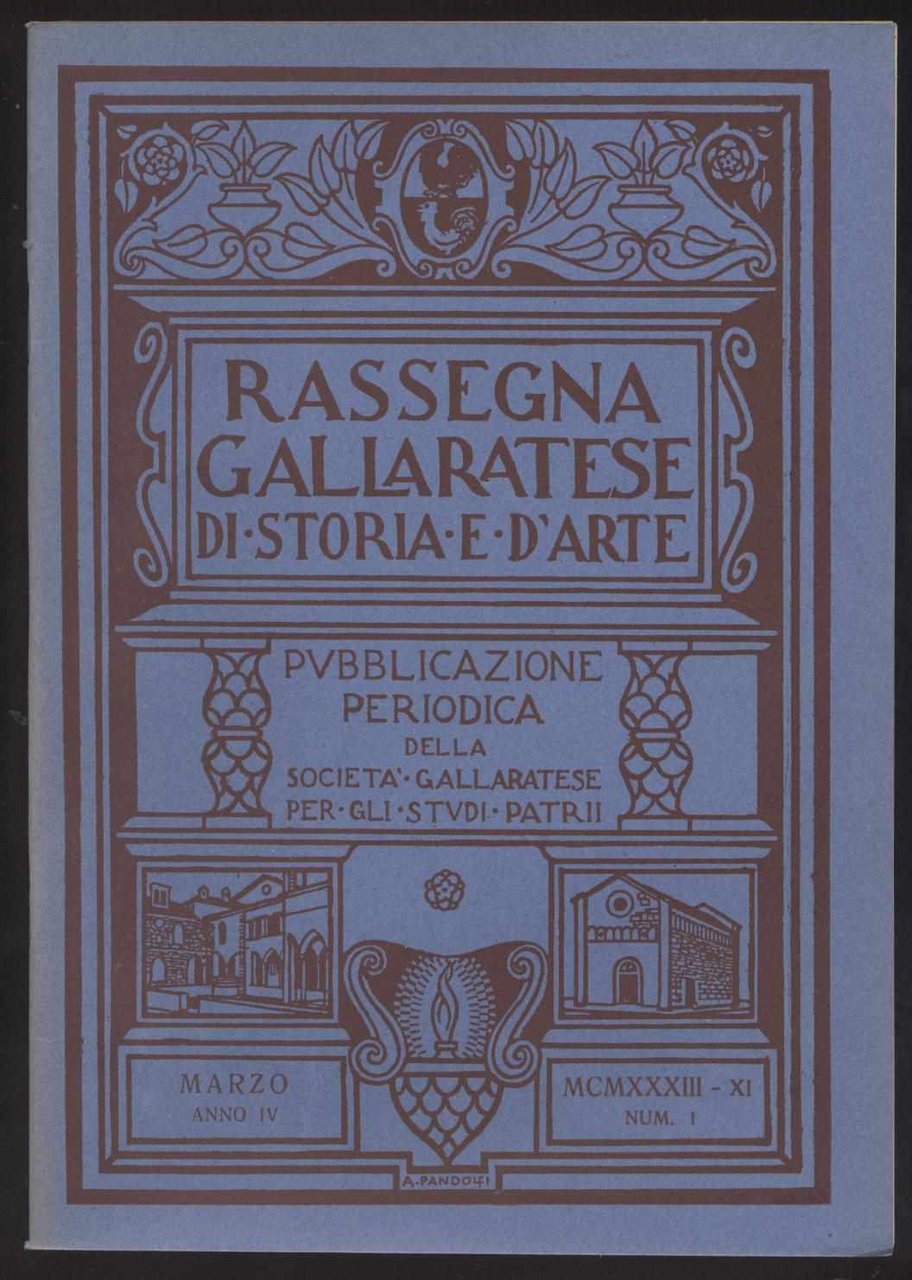 RASSEGNA
GALLARATESE
DI·STORIA·E·D'ARTE
PVBBLICAZIONE
PERIODICA
DELLA
SOCIETA'·GALLARATESE
PER·GLI·STVDI·PATRII
MARZO
ANNO IV
MCMXXXIII - XI
NUM. 1
A.PANDOLFI